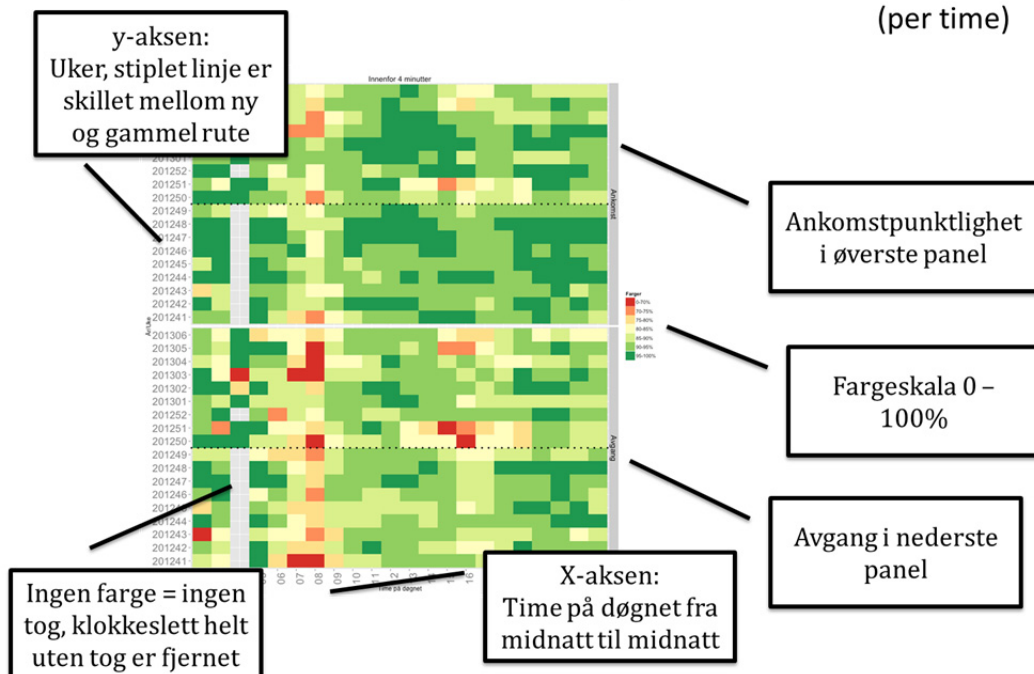 (per time)
y-aksen:
Uker, stiplet linje er
skillet mellom ny
og gammel rute
Innenfor 4 minutter
201301
201252
201251
201250
201249
201248
201247
201246
201245
201244
201243
201242
201241
Ankomst
Ankomstpunktlighet
i øverste panel
Farger
0-70%
70-75%
75-80%
80-85%
85-90%
90-95%
95-100%
Fargeskala 0 –
100%
201306
201305
201304
201303
201302
201301
201252
201251
201250
201249
201248
201247
201246
201244
201243
201242
201241
Avgang
Avgang i nederste
panel
06
07
08
09
10
11
12
13
16
Time på døgnet
X-aksen:
Time på døgnet fra
midnatt til midnatt
Ingen farge = ingen
tog, klokkeslett helt
uten tog er fjernet